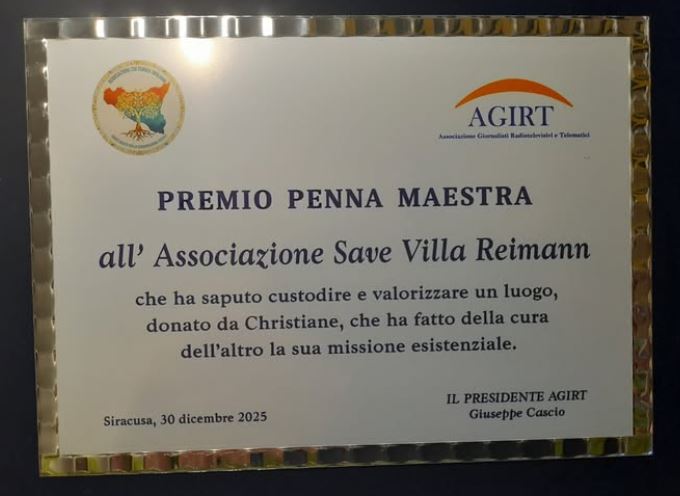 AGIRT
Associazione Giornalisti Radiotelevisivi e Telematici
PREMIO PENNA MAESTRA
all' Associazione Save Villa Reimann
che ha saputo custodire e valorizzare un luogo,
donato da Christiane, che ha fatto della cura
dell'altro la sua missione esistenziale.
Siracusa, 30 dicembre 2025
IL PRESIDENTE AGIRT
Giuseppe Cascio